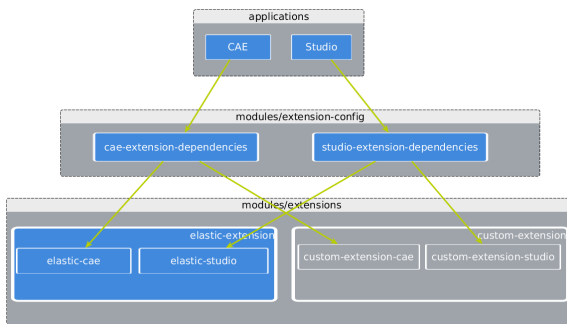 applications
CAE
Studio
modules/extension-config
cae-extension-dependencies
studio-extension-dependencies
modules/extensions
elastic-extension
custom-extension
elastic-cae
elastic-studio
custom-extension-cae
custom-extension-studio